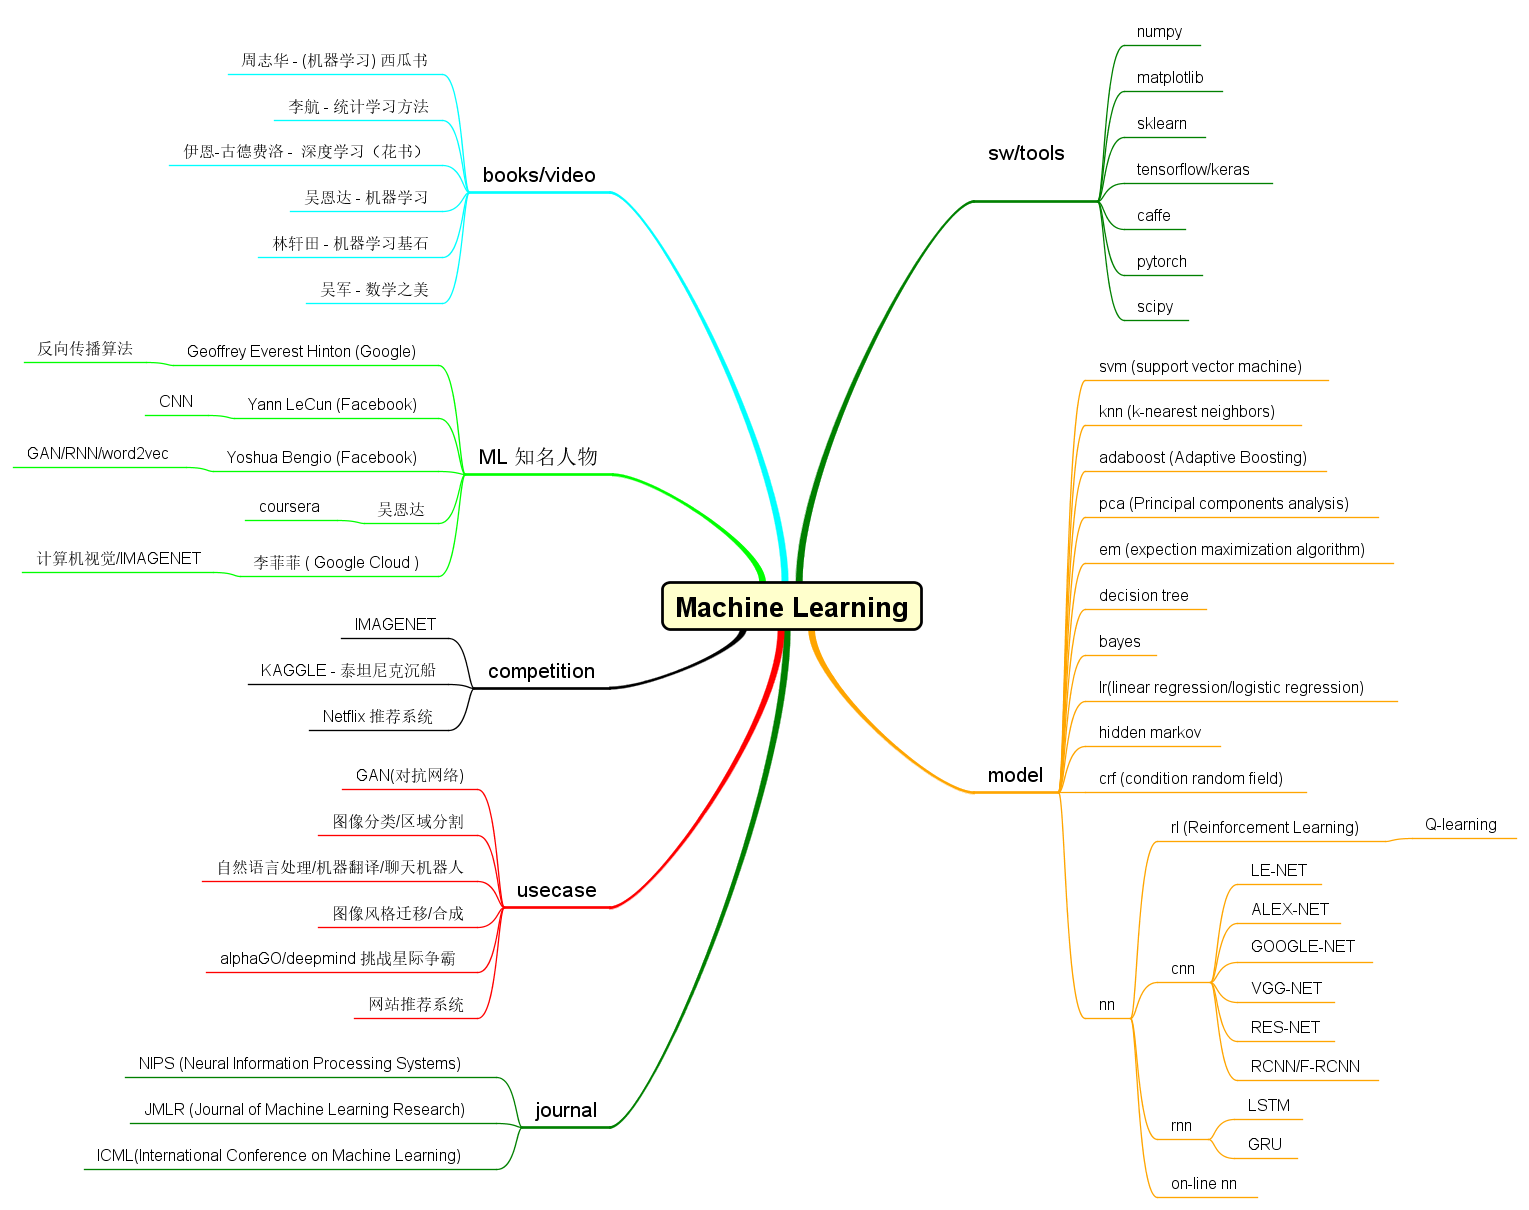 Machine Learning
books/video
周志华 - (机器学习) 西瓜书
李航 - 统计学习方法
伊恩-古德费洛 - 深度学习（花书）
吴恩达 - 机器学习
林轩田 - 机器学习基石
吴军 - 数学之美
ML 知名人物
Geoffrey Everest Hinton (Google)
反向传播算法
Yann LeCun (Facebook)
CNN
Yoshua Bengio (Facebook)
GAN/RNN/word2vec
吴恩达
coursera
李菲菲 ( Google Cloud )
计算机视觉/IMAGENET
competition
IMAGENET
KAGGLE - 泰坦尼克沉船
Netflix 推荐系统
usecase
GAN(对抗网络)
图像分类/区域分割
自然语言处理/机器翻译/聊天机器人
图像风格迁移/合成
alphaGO/deepmind 挑战星际争霸
网站推荐系统
journal
NIPS (Neural Information Processing Systems)
JMLR (Journal of Machine Learning Research)
ICML(International Conference on Machine Learning)
sw/tools
numpy
matplotlib
sklearn
tensorflow/keras
caffe
pytorch
scipy
model
svm (support vector machine)
knn (k-nearest neighbors)
adaboost (Adaptive Boosting)
pca (Principal components analysis)
em (expection maximization algorithm)
decision tree
bayes
lr(linear regression/logistic regression)
hidden markov
crf (condition random field)
nn
rl (Reinforcement Learning)
Q-learning
cnn
LE-NET
ALEX-NET
GOOGLE-NET
VGG-NET
RES-NET
RCNN/F-RCNN
rnn
LSTM
GRU
on-line nn